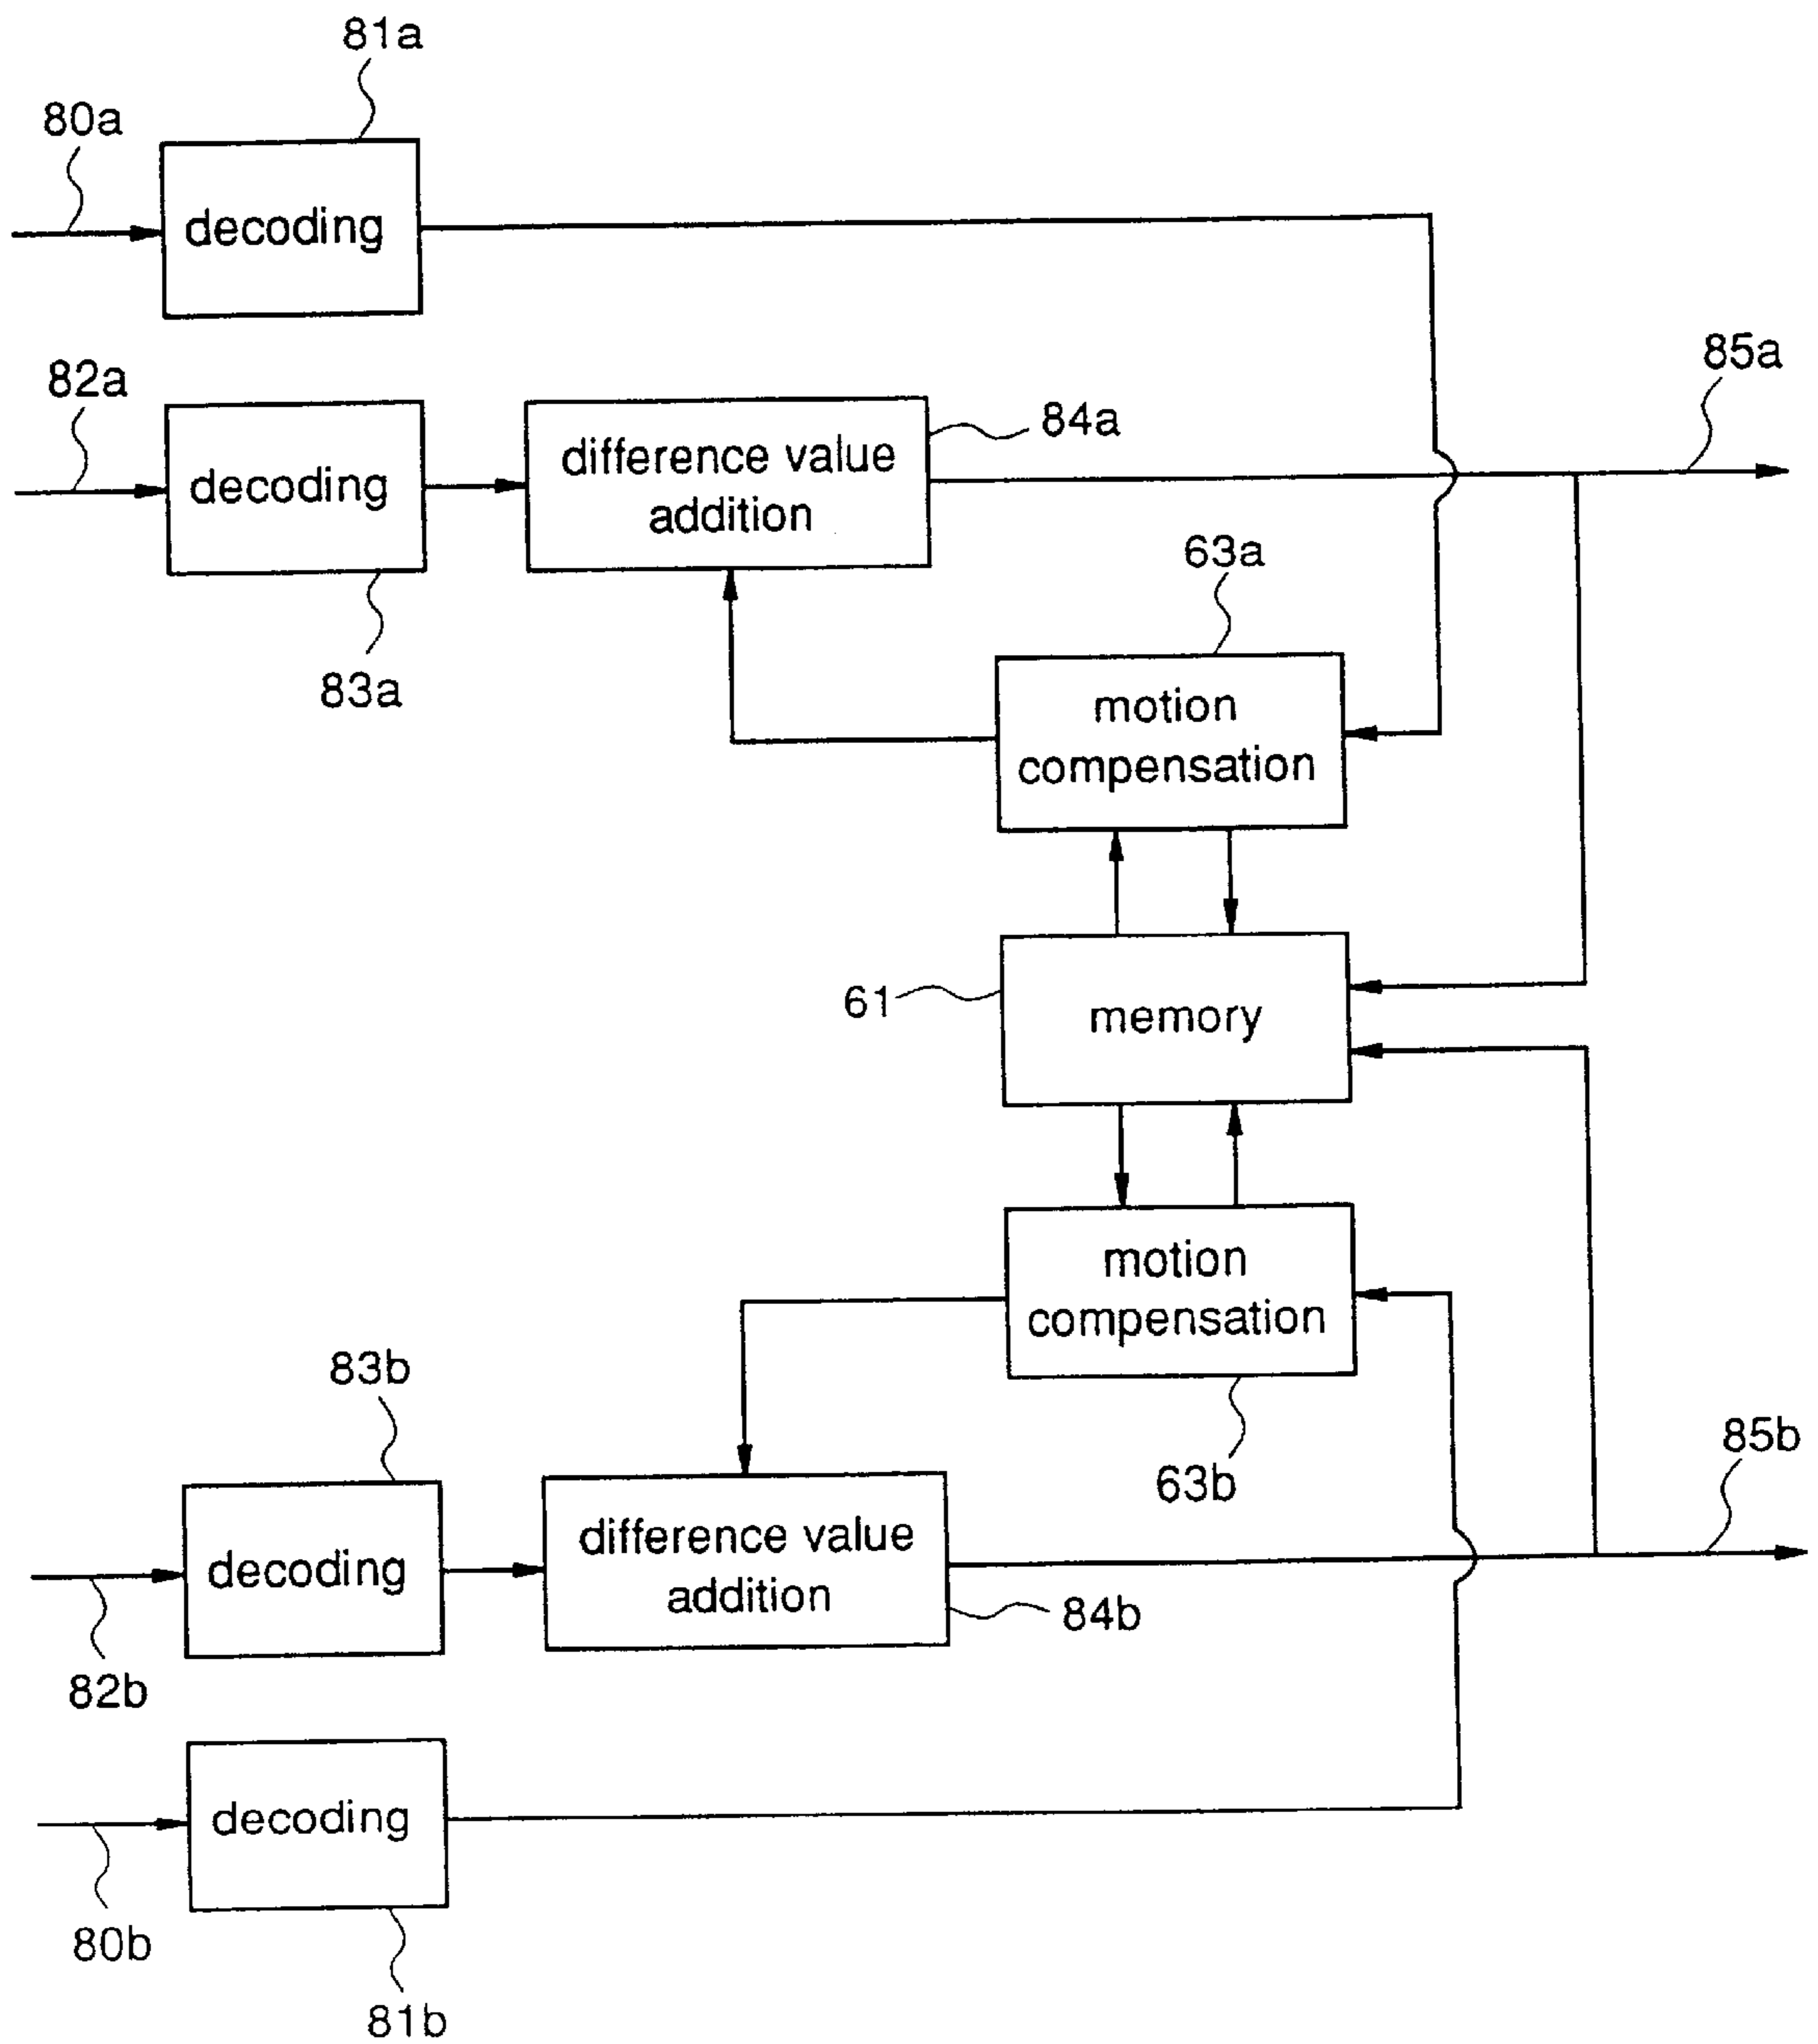 81a
80a
decoding
85a
82a
84a
difference value
addition
decoding
63a
83a
motion
compensation
61
memory
motion
compensation
83b
85b
63b
difference value
addition
decoding
84b
82b
decoding
80b
81b